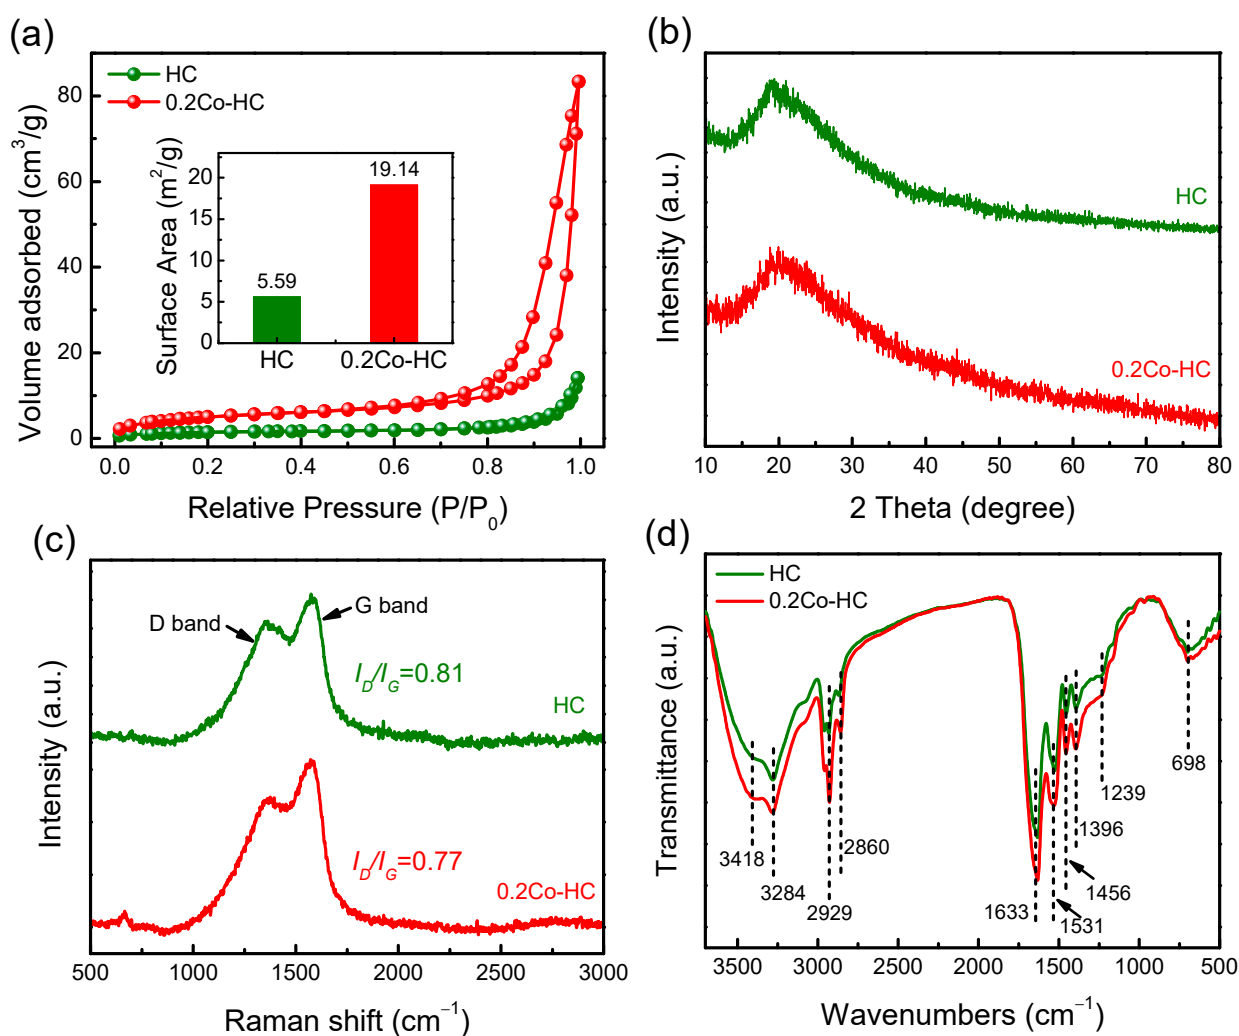 (a)
HC
0.2Co-HC
80
60
40
20
0
Volume adsorbed (cm³/g)
20
15
10
5
0
Surface Area (m²/g)
5.59
19.14
HC
0.2Co-HC
0.0
0.2
0.4
0.6
0.8
1.0
Relative Pressure (P/P₀)
(b)
Intensity (a.u.)
HC
0.2Co-HC
10
20
30
40
50
60
70
80
2 Theta (degree)
(c)
D band
G band
I_D/I_G=0.81
HC
I_D/I_G=0.77
0.2Co-HC
Intensity (a.u.)
500
1000
1500
2000
2500
3000
Raman shift (cm⁻¹)
(d)
HC
0.2Co-HC
Transmittance (a.u.)
3418
3284
2929
2860
1633
1531
1456
1396
1239
698
3500
3000
2500
2000
1500
1000
500
Wavenumbers (cm⁻¹)